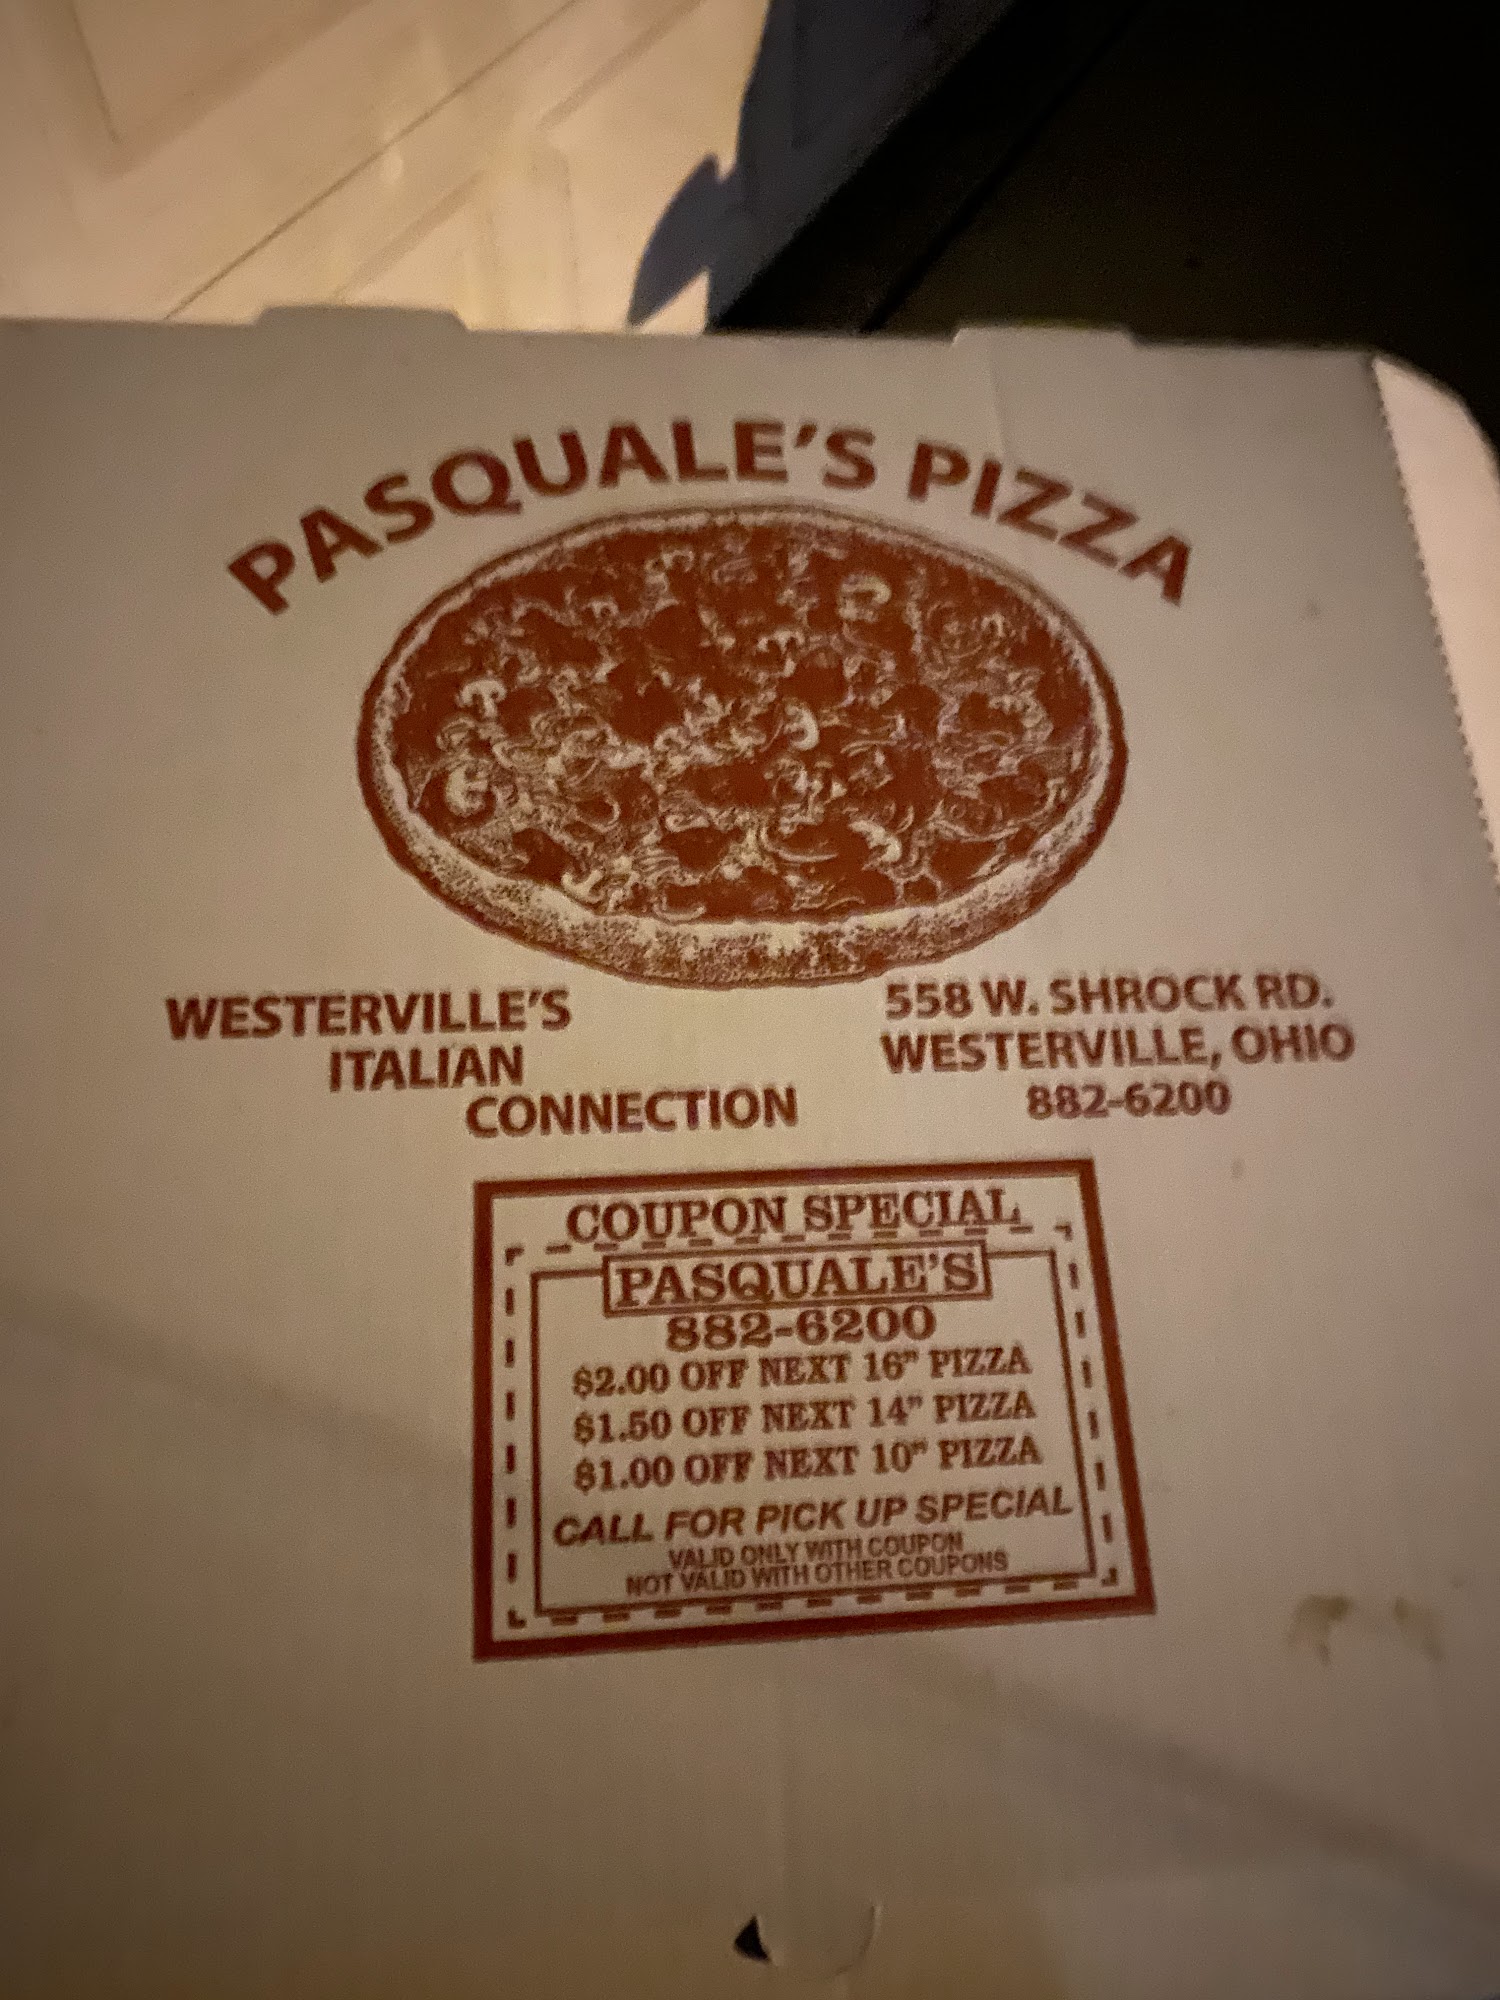 PASQUALE'S PIZZA
WESTERVILLE'S
ITALIAN
CONNECTION
558 W. SHROCK RD.
WESTERVILLE, OHIO
882-6200
COUPON SPECIAL
PASQUALE'S
882-6200
$2.00 OFF NEXT 16" PIZZA
$1.50 OFF NEXT 14" PIZZA
$1.00 OFF NEXT 10" PIZZA
CALL FOR PICK UP SPECIAL
VALID ONLY WITH COUPON
NOT VALID WITH OTHER COUPONS